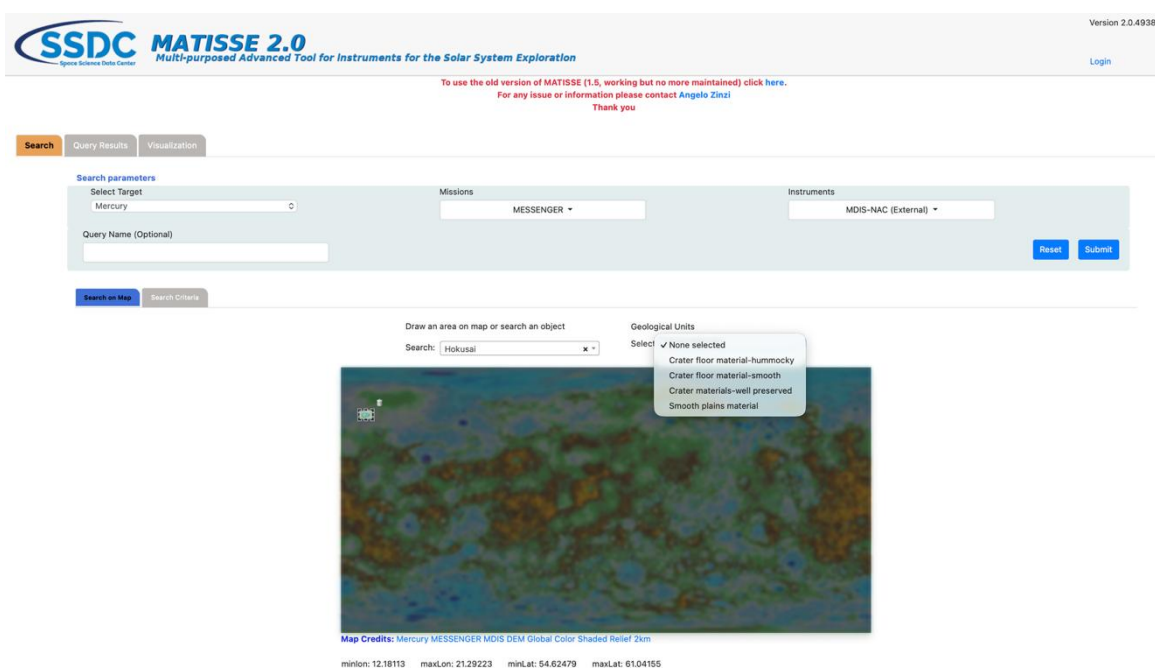 Version 2.0.4938
SSDC
Space Science Data Center
MATISSE 2.0
Multi-purposed Advanced Tool for Instruments for the Solar System Exploration
Login
To use the old version of MATISSE (1.5, working but no more maintained) click here.
For any issue or information please contact Angelo Zinzi
Thank you
Search Query Results Visualization
Search parameters
Select Target Missions Instruments
Mercury MESSENGER MDIS-NAC (External)
Query Name (Optional)
Reset Submit
Search on Map Search Criteria
Draw an area on map or search an object Geological Units
Search: Hokusai × Select
✓ None selected
Crater floor material-hummocky
Crater floor material-smooth
Crater materials-well preserved
Smooth plains material
Map Credits: Mercury MESSENGER MDIS DEM Global Color Shaded Relief 2km
minlon: 12.18113 maxLon: 21.29223 minLat: 54.62479 maxLat: 61.04155